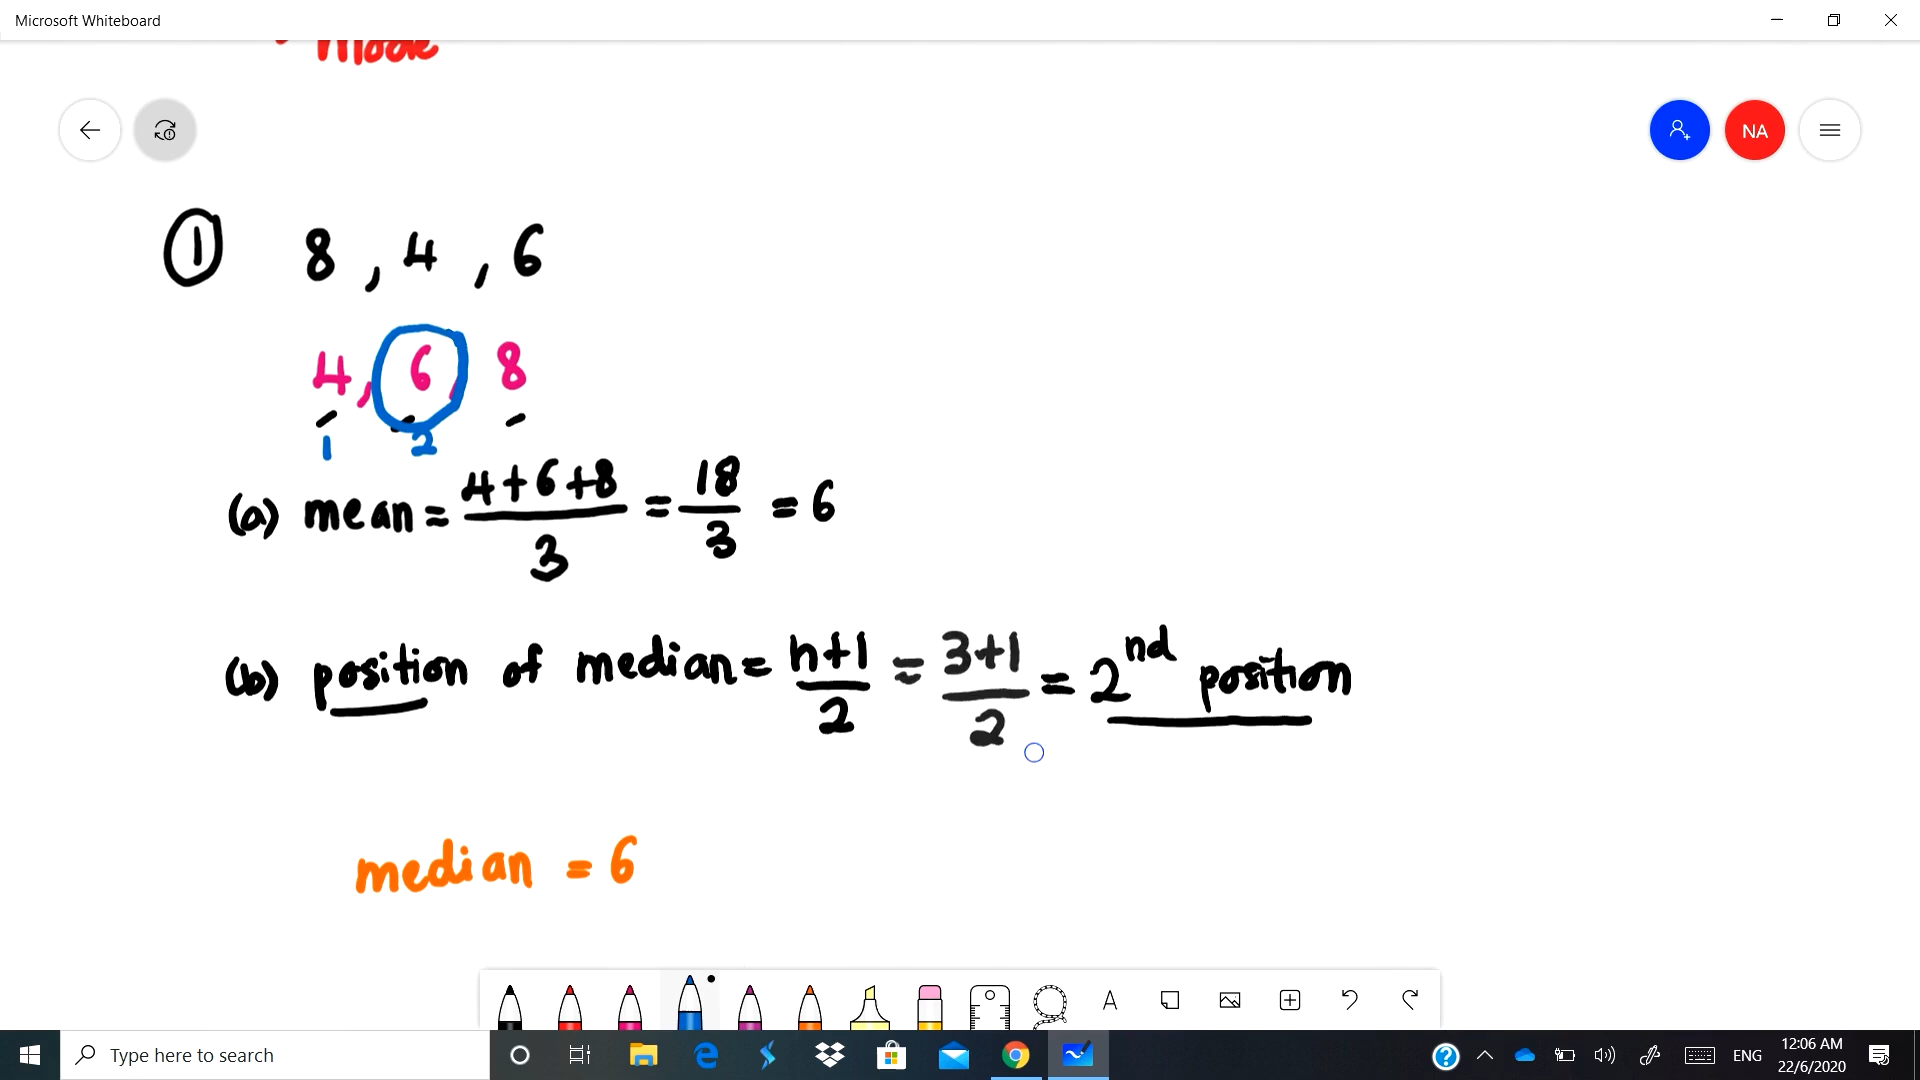 Microsoft Whiteboard
mode
NA
① 8 , 4 , 6
4, 6, 8
1 2
(a) mean = 4+6+8 / 3 = 18 / 3 = 6
(b) position of median = n+1 / 2 = 3+1 / 2 = 2nd position
median = 6
A
Type here to search
ENG
12:06 AM
22/6/2020